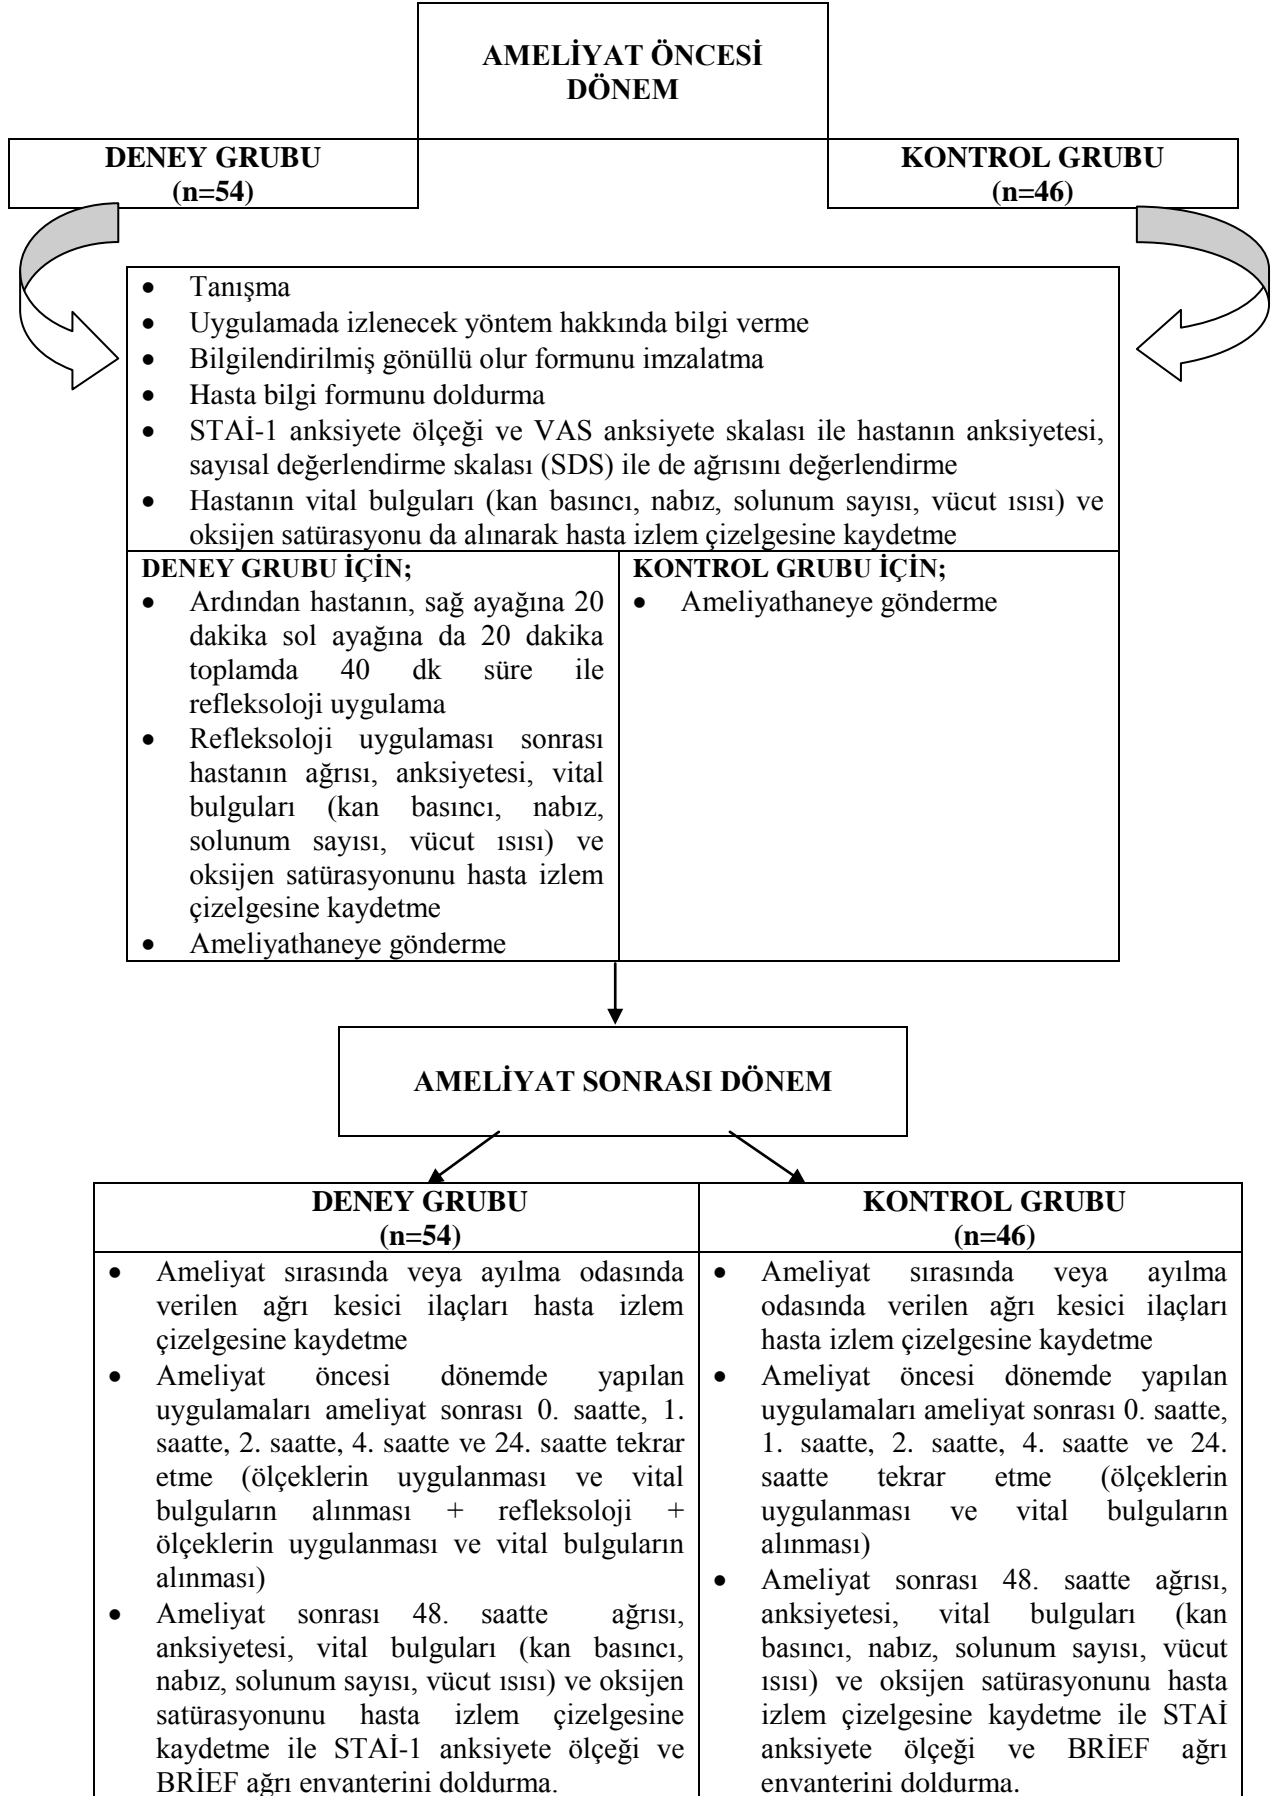 AMELİYAT ÖNCESİ
DÖNEM
DENEY GRUBU
(n=54)
KONTROL GRUBU
(n=46)
• Tanışma
• Uygulamada izlenecek yöntem hakkında bilgi verme
• Bilgilendirilmiş gönüllü olur formunu imzalatma
• Hasta bilgi formunu doldurma
• STAİ-1 anksiyete ölçeği ve VAS anksiyete skalası ile hastanın anksiyetesi,
sayısal değerlendirme skalası (SDS) ile de ağrısını değerlendirme
• Hastanın vital bulguları (kan basıncı, nabız, solunum sayısı, vücut ısısı) ve
oksijen satürasyonu da alınarak hasta izlem çizelgesine kaydetme
DENEY GRUBU İÇİN;
• Ardından hastanın, sağ ayağına 20
dakika sol ayağına da 20 dakika
toplamda 40 dk süre ile
refleksoloji uygulama
• Refleksoloji uygulaması sonrası
hastanın ağrısı, anksiyetesi, vital
bulguları (kan basıncı, nabız,
solunum sayısı, vücut ısısı) ve
oksijen satürasyonunu hasta izlem
çizelgesine kaydetme
• Ameliyathaneye gönderme
KONTROL GRUBU İÇİN;
• Ameliyathaneye gönderme
AMELİYAT SONRASI DÖNEM
DENEY GRUBU
(n=54)
• Ameliyat sırasında veya ayılma odasında
verilen ağrı kesici ilaçları hasta izlem
çizelgesine kaydetme
• Ameliyat öncesi dönemde yapılan
uygulamaları ameliyat sonrası 0. saatte, 1.
saatte, 2. saatte, 4. saatte ve 24. saatte tekrar
etme (ölçeklerin uygulanması ve vital
bulguların alınması + refleksoloji +
ölçeklerin uygulanması ve vital bulguların
alınması)
• Ameliyat sonrası 48. saatte ağrısı,
anksiyetesi, vital bulguları (kan basıncı,
nabız, solunum sayısı, vücut ısısı) ve oksijen
satürasyonunu hasta izlem çizelgesine
kaydetme ile STAİ-1 anksiyete ölçeği ve
BRİEF ağrı envanterini doldurma.
KONTROL GRUBU
(n=46)
• Ameliyat sırasında veya ayılma
odasında verilen ağrı kesici ilaçları
hasta izlem çizelgesine kaydetme
• Ameliyat öncesi dönemde yapılan
uygulamaları ameliyat sonrası 0. saatte,
1. saatte, 2. saatte, 4. saatte ve 24.
saatte tekrar etme (ölçeklerin
uygulanması ve vital bulguların
alınması)
• Ameliyat sonrası 48. saatte ağrısı,
anksiyetesi, vital bulguları (kan
basıncı, nabız, solunum sayısı, vücut
ısısı) ve oksijen satürasyonunu hasta
izlem çizelgesine kaydetme ile STAİ
anksiyete ölçeği ve BRİEF ağrı
envanterini doldurma.